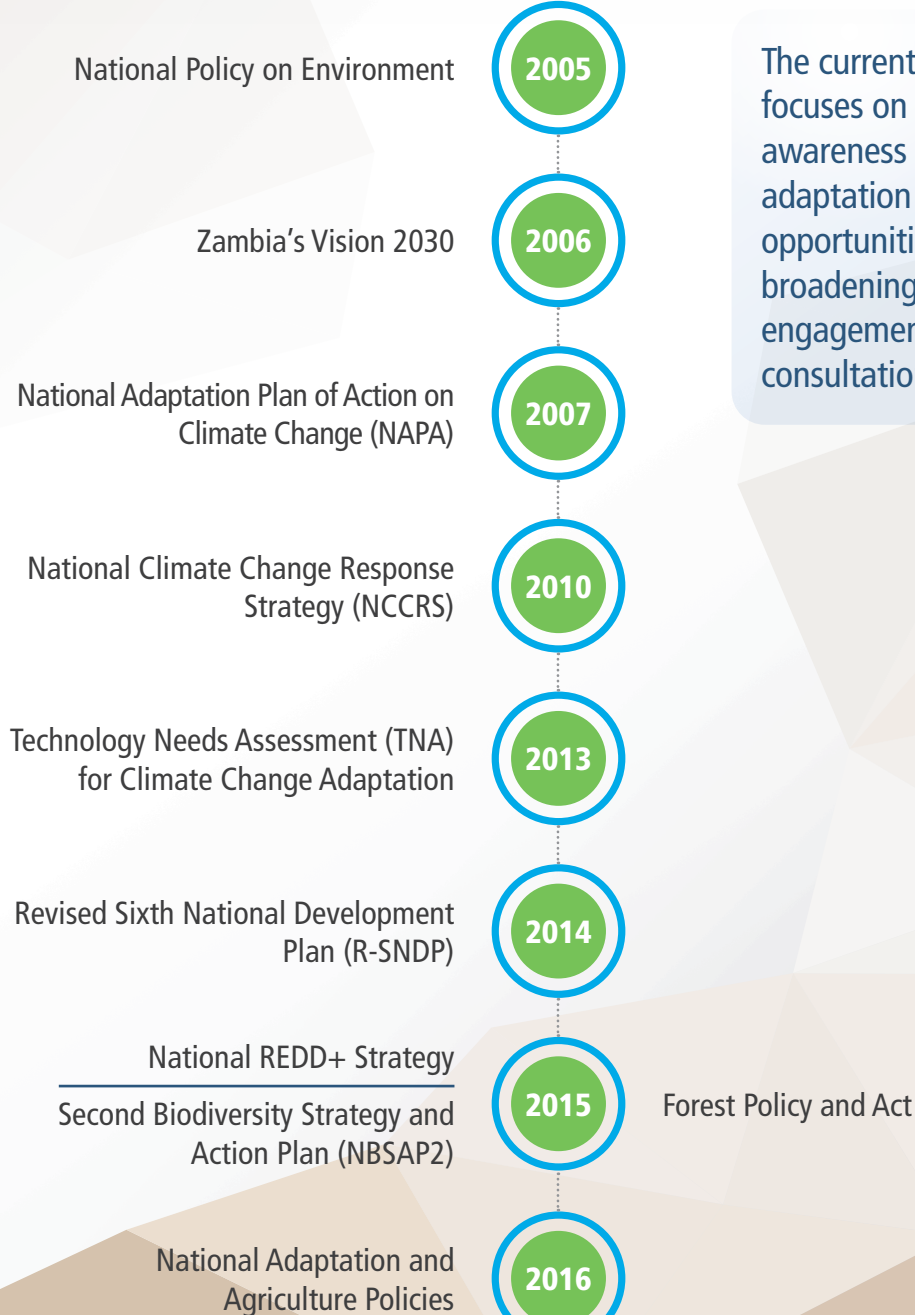 National Policy on Environment
2005
Zambia's Vision 2030
2006
National Adaptation Plan of Action on
Climate Change (NAPA)
2007
National Climate Change Response
Strategy (NCCRS)
2010
Technology Needs Assessment (TNA)
for Climate Change Adaptation
2013
Revised Sixth National Development
Plan (R-SNDP)
2014
National REDD+ Strategy
Second Biodiversity Strategy and
Action Plan (NBSAP2)
2015
Forest Policy and Act
National Adaptation and
Agriculture Policies
2016
The current
focuses on
awareness
adaptation
opportuniti
broadening
engagemen
consultatio